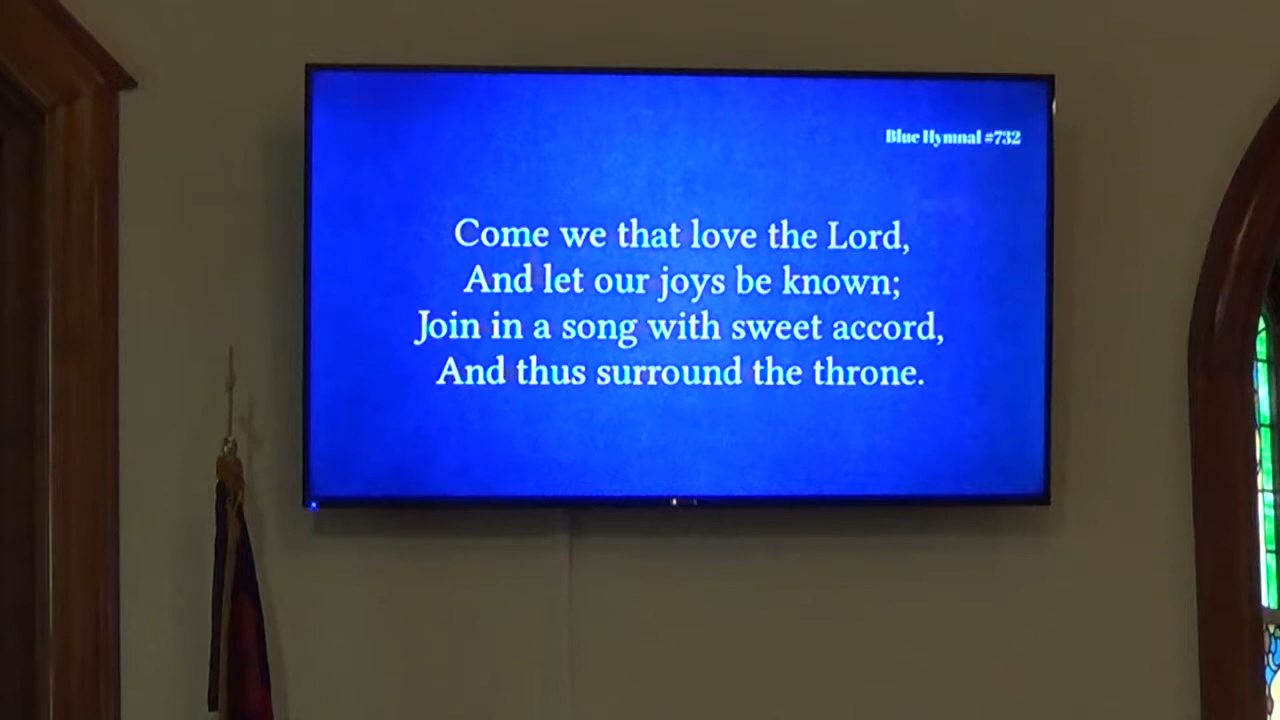 Blue Hymnal #732
Come we that love the Lord,
And let our joys be known;
Join in a song with sweet accord,
And thus surround the throne.